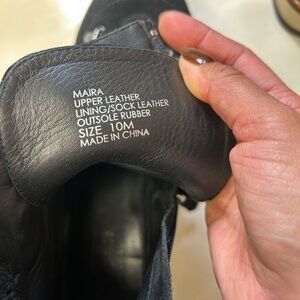 MAIRA
UPPER LEATHER
LINING/SOCK LEATHER
OUTSOLE RUBBER
SIZE 10M
MADE IN CHINA